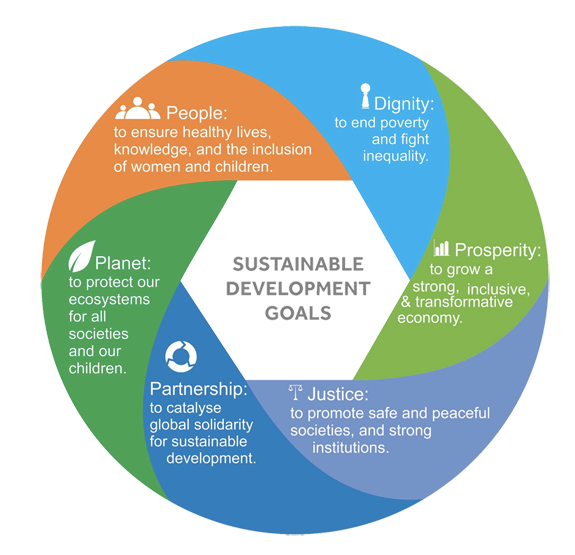 People:
to ensure healthy lives,
knowledge, and the inclusion
of women and children.
Dignity:
to end poverty
and fight
inequality.
Prosperity:
to grow a
strong, inclusive,
& transformative
economy.
SUSTAINABLE
DEVELOPMENT
GOALS
Planet:
to protect our
ecosystems
for all
societies
and our
children.
Partnership:
to catalyse
global solidarity
for sustainable
development.
Justice:
to promote safe and peaceful
societies, and strong
institutions.